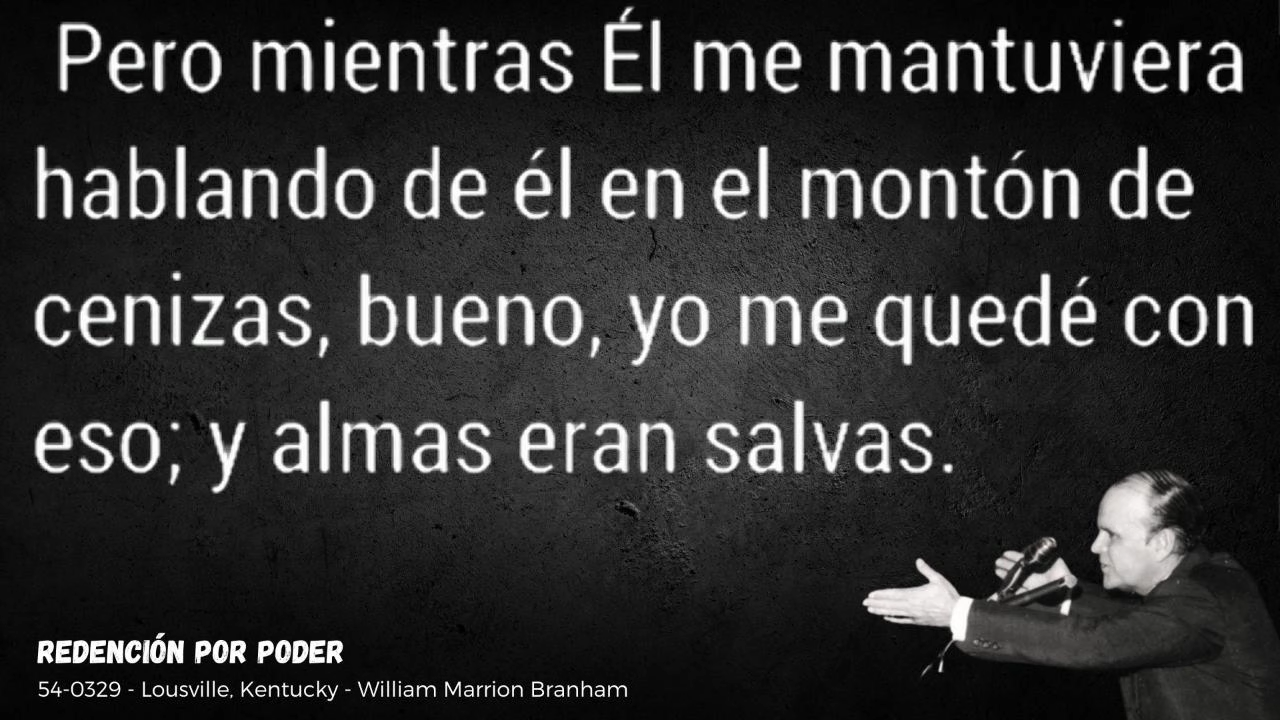 Pero mientras Él me mantuviera
hablando de él en el montón de
cenizas, bueno, yo me quedé con
eso; y almas eran salvas.
REDENCIÓN POR PODER
54-0329 - Lousville, Kentucky - William Marrion Branham